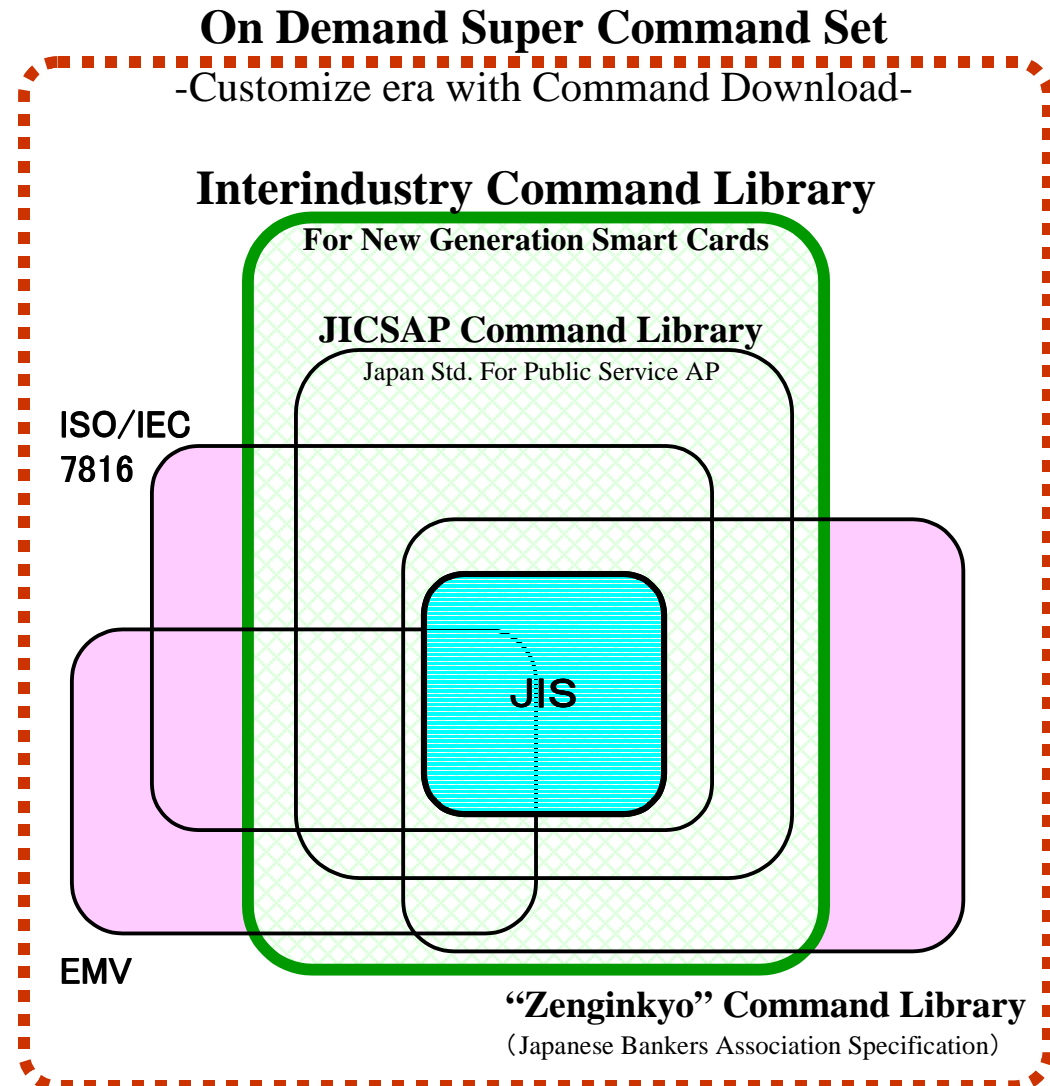 On Demand Super Command Set
-Customize era with Command Download-
Interindustry Command Library
For New Generation Smart Cards
JICSAP Command Library
Japan Std. For Public Service AP
ISO/IEC
7816
JIS
EMV
“Zenginkyo” Command Library
（Japanese Bankers Association Specification）